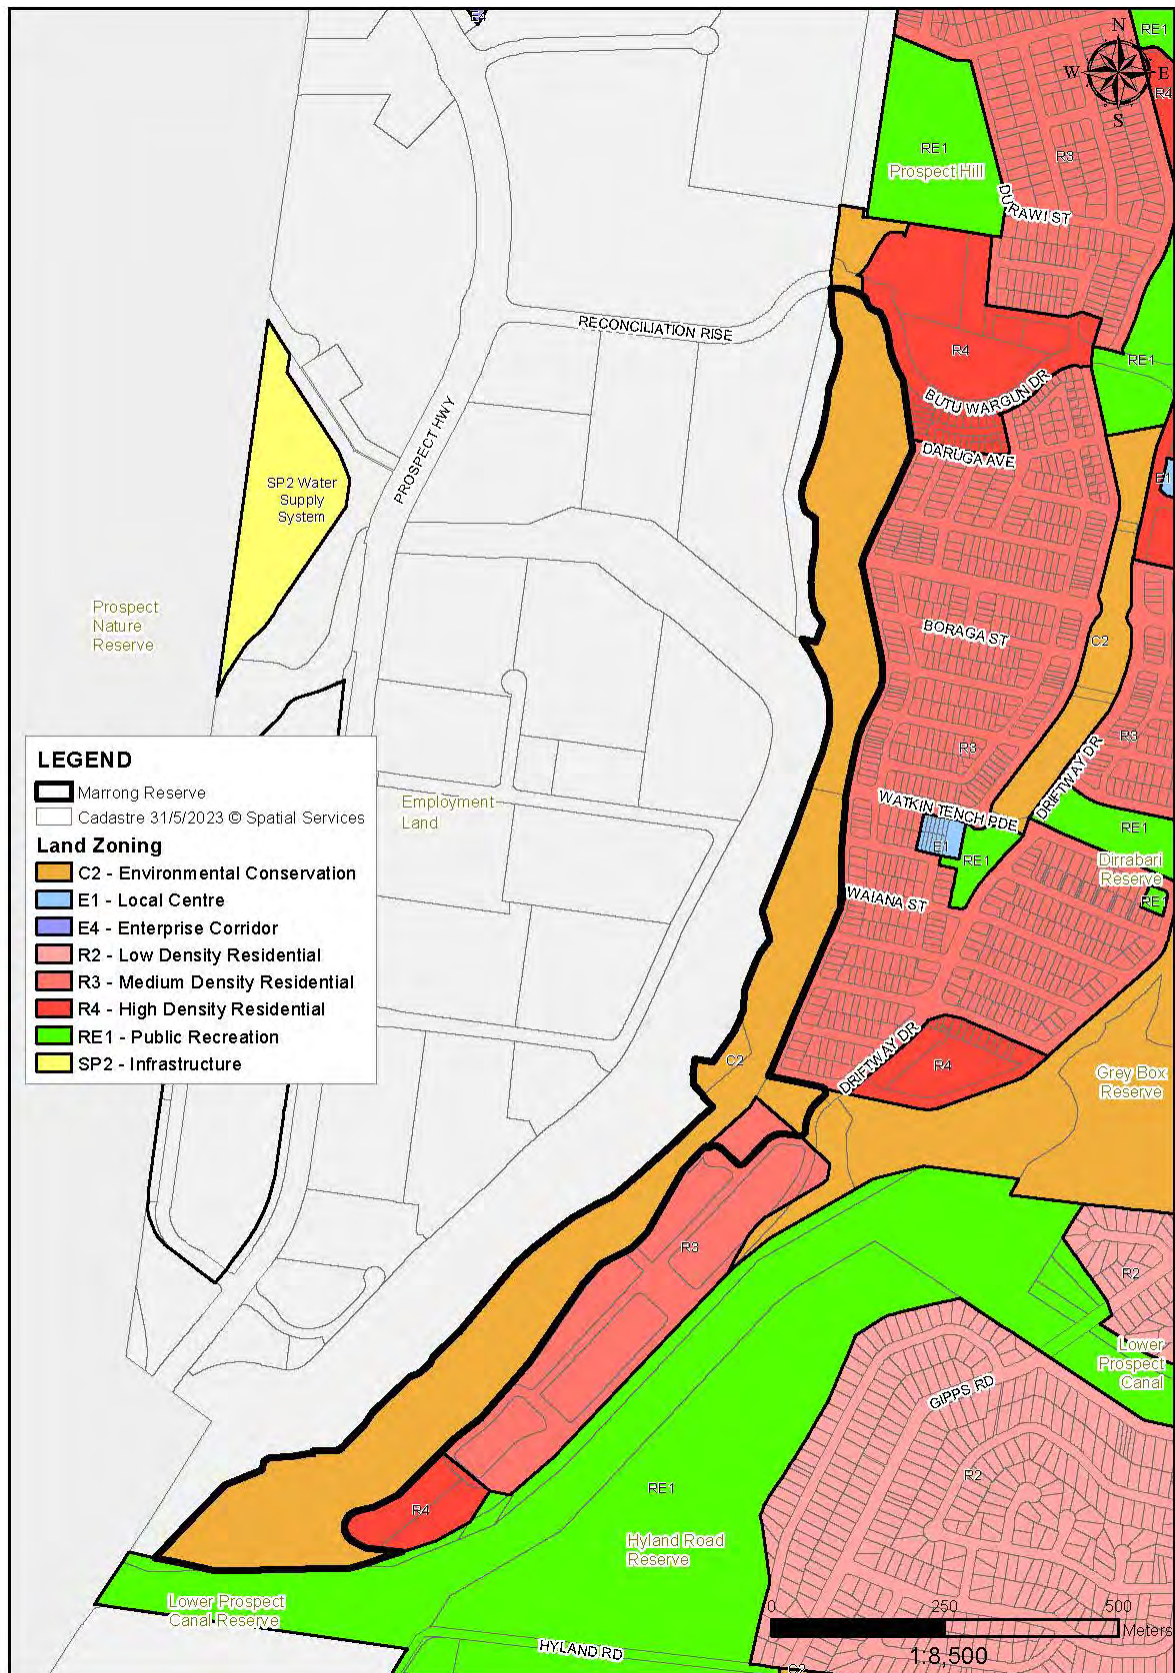 E4
RE1
N
W
E
S
R4
RE1
Prospect Hill
R3
DURAWI ST
RECONCILIATION RISE
R4
RE1
BUTU WARGUN DR
DARUGA AVE
PROSPECT HWY
E1
SP2 Water
Supply
System
Prospect
Nature
Reserve
BORAGA ST
C2
R3
R3
DRIFTWAY DR
LEGEND
Marrong Reserve
Cadastre 31/5/2023 © Spatial Services
Land Zoning
C2 - Environmental Conservation
E1 - Local Centre
E4 - Enterprise Corridor
R2 - Low Density Residential
R3 - Medium Density Residential
R4 - High Density Residential
RE1 - Public Recreation
SP2 - Infrastructure
Employment
Land
WATKIN TENCH PDE
E1
RE1
RE1
Dirrabari
Reserve
RE1
WAIANA ST
DRIFTWAY DR
C2
R4
Grey Box
Reserve
R3
R2
Lower
Prospect
Canal
GIPPS RD
R2
RE1
R4
Hyland Road
Reserve
Lower Prospect
Canal Reserve
HYLAND RD
0 250 500
Meters
1:8,500
C2